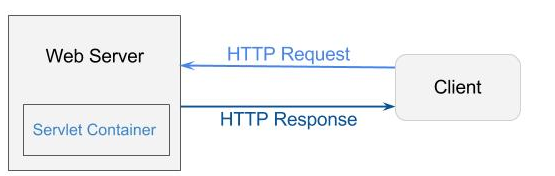 Web Server
HTTP Request
Client
Servlet Container
HTTP Response